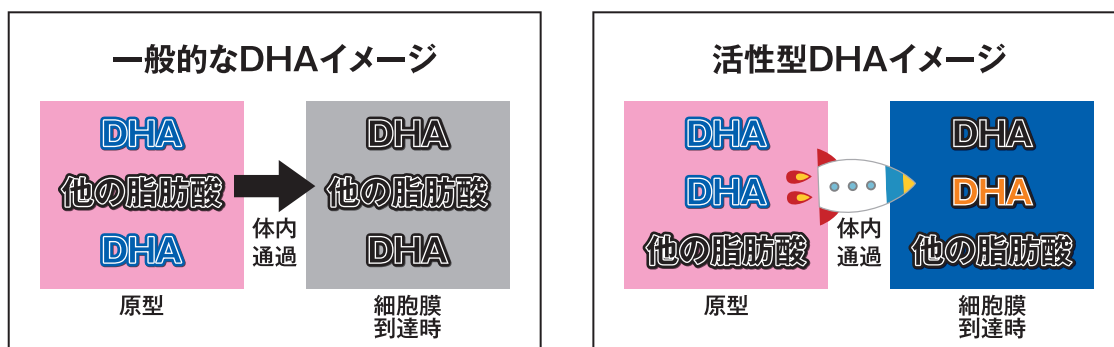 一般的なDHAイメージ
DHA
他の脂肪酸
DHA
原型
体内
通過
DHA
他の脂肪酸
DHA
細胞膜
到達時
活性型DHAイメージ
DHA
DHA
他の脂肪酸
原型
体内
通過
DHA
DHA
他の脂肪酸
細胞膜
到達時